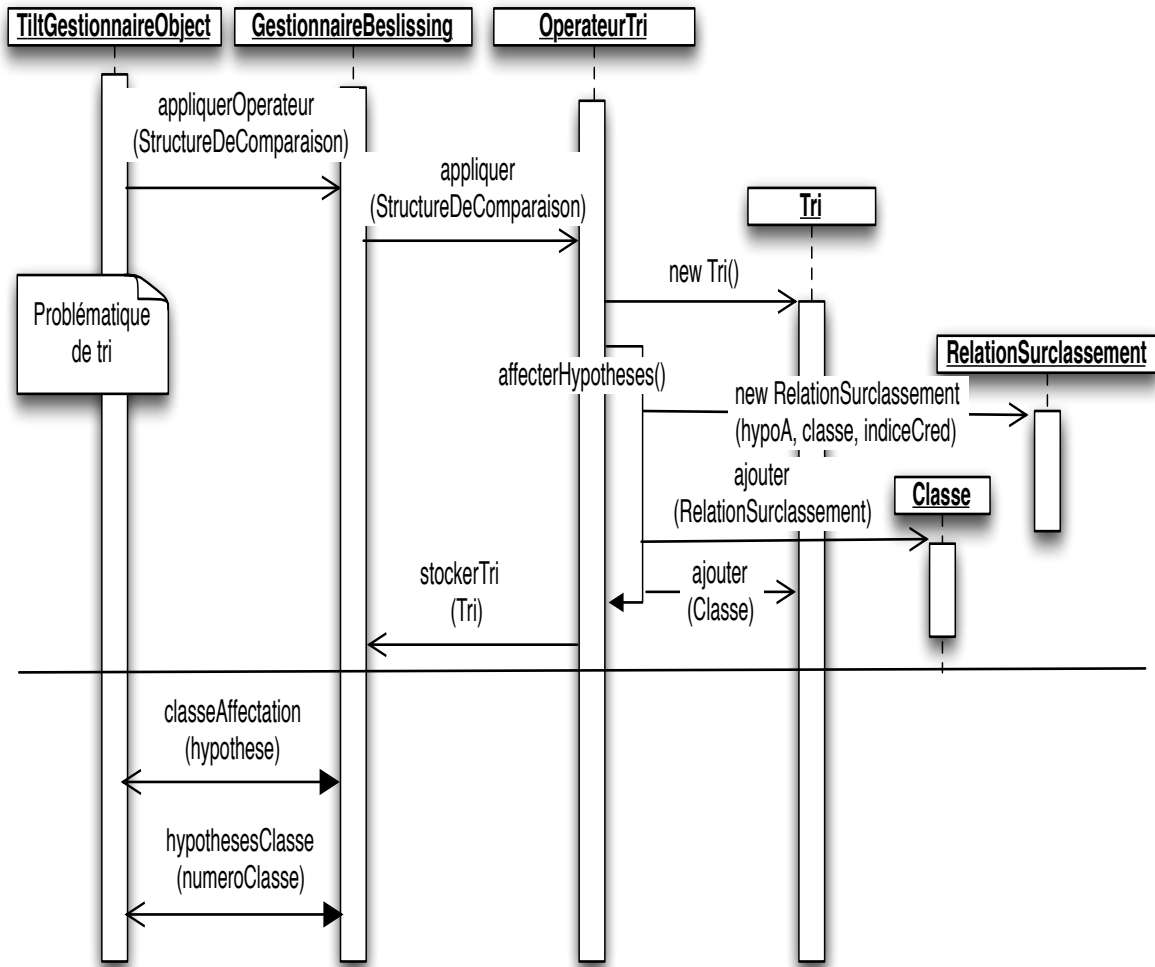 TiltGestionnaireObject
GestionnaireBeslissing
OperateurTri
appliquerOperateur
(StructureDeComparaison)
appliquer
(StructureDeComparaison)
Tri
new Tri()
Problématique
de tri
RelationSurclassement
affecterHypotheses()
new RelationSurclassement
(hypoA, classe, indiceCred)
ajouter
(RelationSurclassement)
Classe
stockerTri
(Tri)
ajouter
(Classe)
classeAffectation
(hypothese)
hypothesesClasse
(numeroClasse)